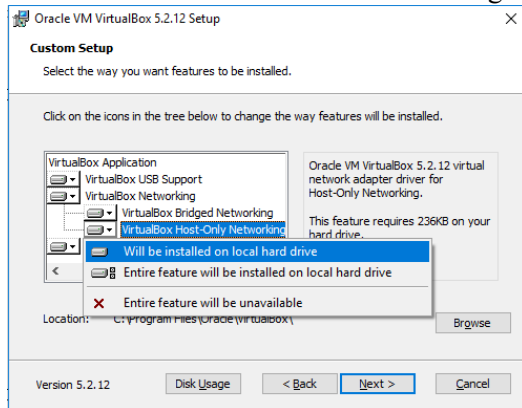 Oracle VM VirtualBox 5.2.12 Setup
Custom Setup
Select the way you want features to be installed.
Click on the icons in the tree below to change the way features will be installed.
VirtualBox Application
VirtualBox USB Support
VirtualBox Networking
VirtualBox Bridged Networking
VirtualBox Host-Only Networking
Will be installed on local hard drive
Entire feature will be installed on local hard drive
Entire feature will be unavailable
Oracle VM VirtualBox 5.2.12 virtual
network adapter driver for
Host-Only Networking.
This feature requires 236KB on your
hard drive.
Location: C:\Program Files\Oracle\VirtualBox\
Browse
Version 5.2.12
Disk Usage
< Back
Next >
Cancel